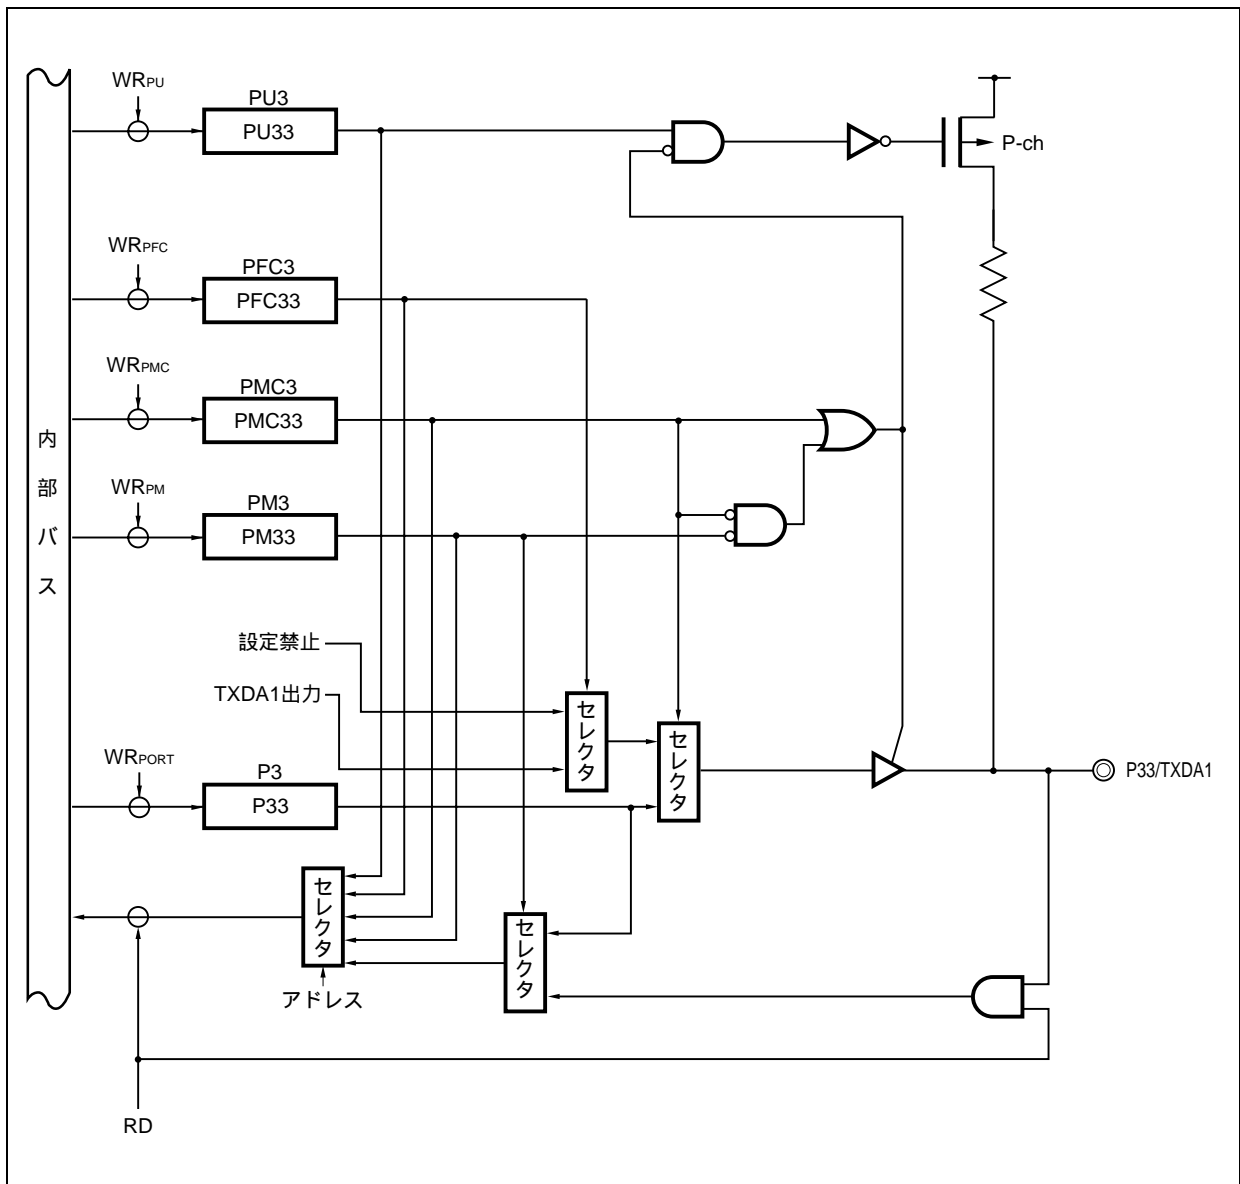 WRPU
PU3
PU33
P-ch
WRPFC
PFC3
PFC33
WRPMC
PMC3
PMC33
内部バス
WRPM
PM3
PM33
設定禁止
TXDA1出力
セレクタ
セレクタ
WRPORT
P3
P33
P33/TXDA1
セレクタ
セレクタ
アドレス
RD